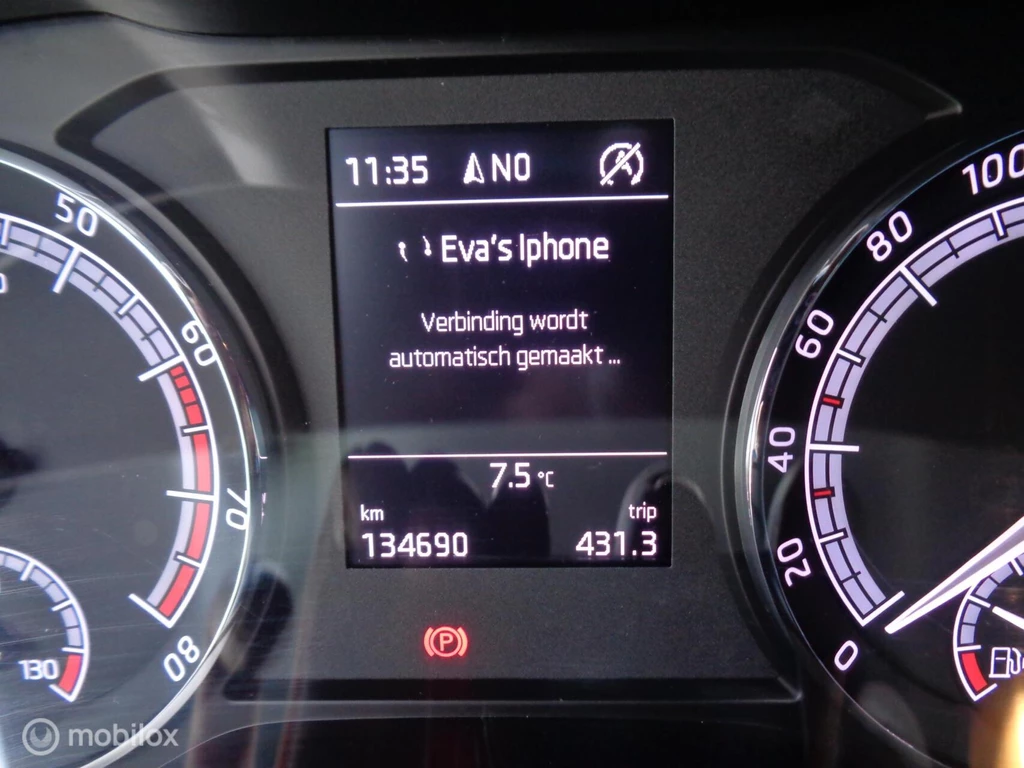 11:35 NO
Eva's Iphone
Verbinding wordt
automatisch gemaakt ...
7.5 °C
km trip
134690 431.3
50
60
70
80
130
100
80
60
40
20
0
P
mobilox